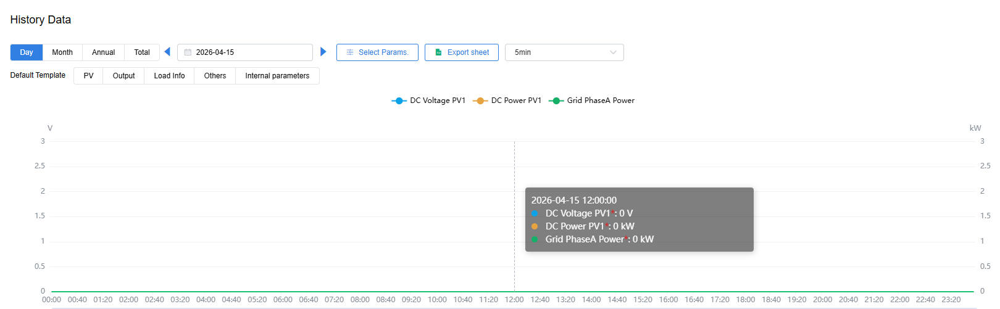 History Data
Day Month Annual Total 2026-04-15 Select Params. Export sheet 5min
Default Template PV Output Load Info Others Internal parameters
DC Voltage PV1 DC Power PV1 Grid PhaseA Power
V kW
3 3
2.5 2.5
2 2
2026-04-15 12:00:00
DC Voltage PV1*: 0 V
1.5 1.5
DC Power PV1*: 0 kW
Grid PhaseA Power*: 0 kW
1 1
0.5 0.5
0 0
00:00 00:40 01:20 02:00 02:40 03:20 04:00 04:40 05:20 06:00 06:40 07:20 08:00 08:40 09:20 10:00 10:40 11:20 12:00 12:40 13:20 14:00 14:40 15:20 16:00 16:40 17:20 18:00 18:40 19:20 20:00 20:40 21:20 22:00 22:40 23:20